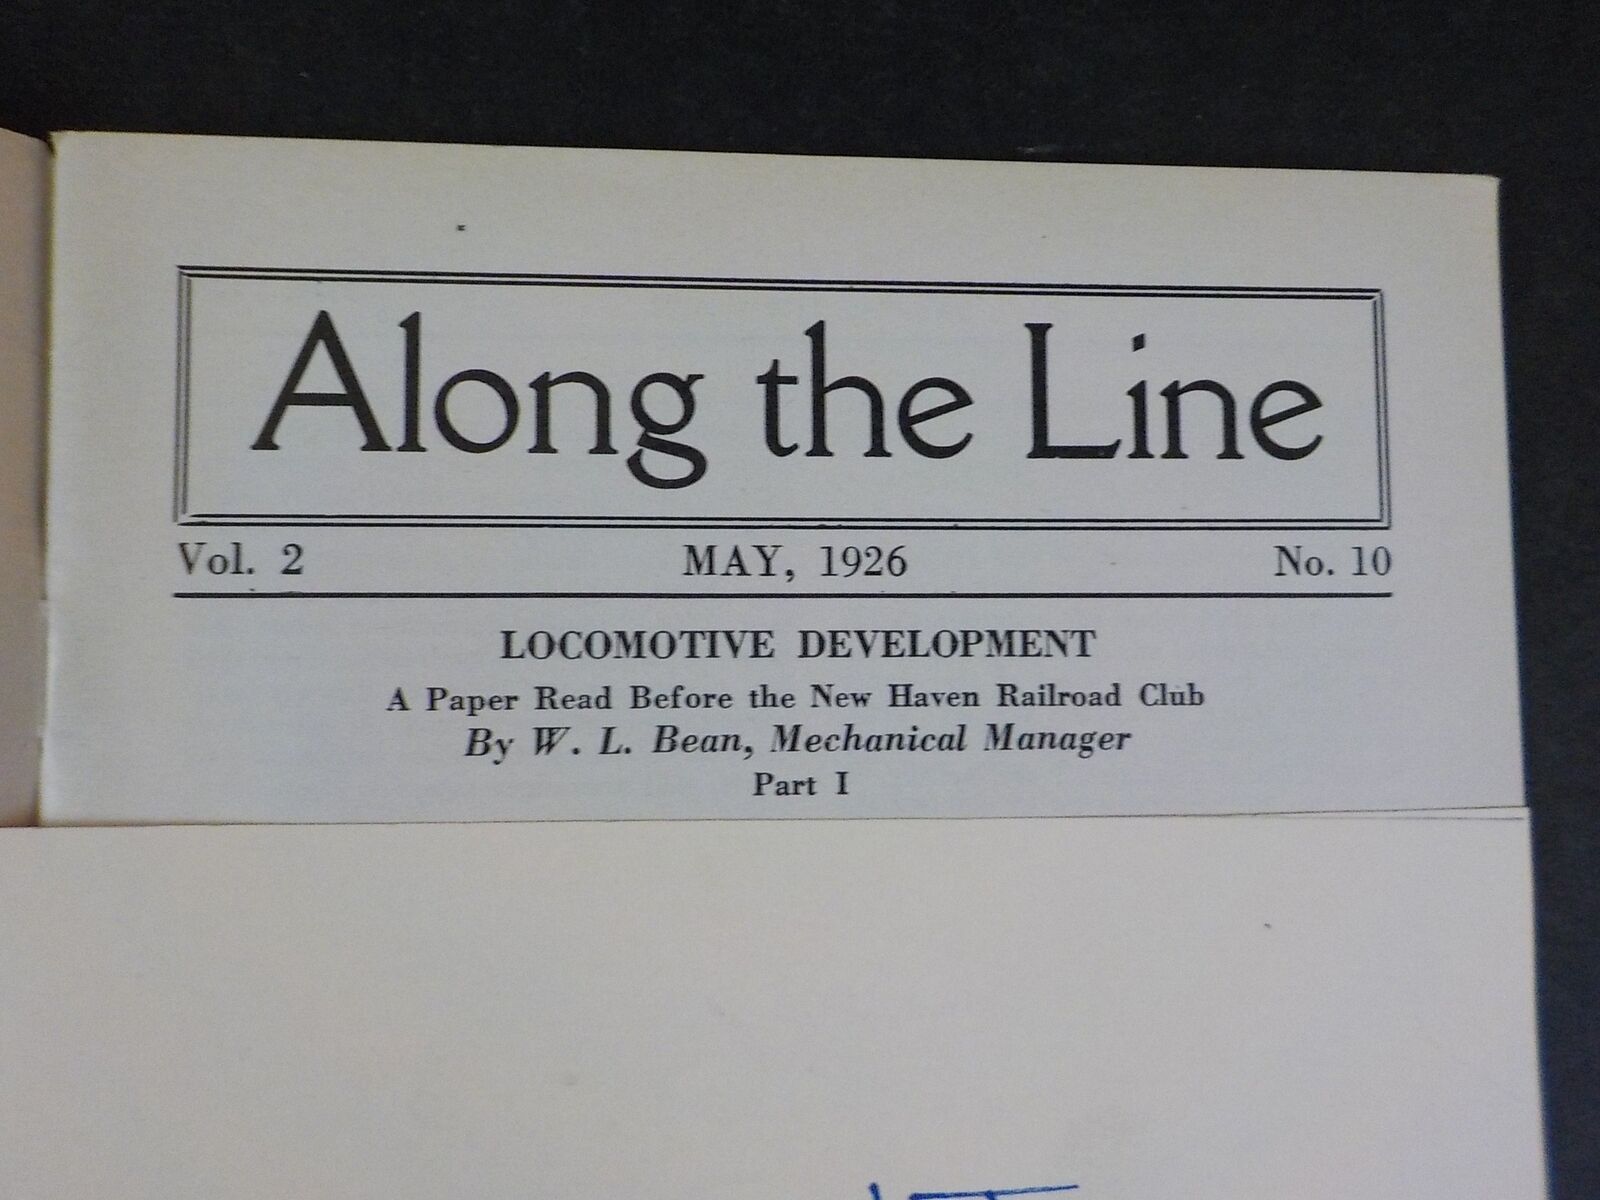 Along the Line
Vol. 2 MAY, 1926 No. 10
LOCOMOTIVE DEVELOPMENT
A Paper Read Before the New Haven Railroad Club
By W. L. Bean, Mechanical Manager
Part I